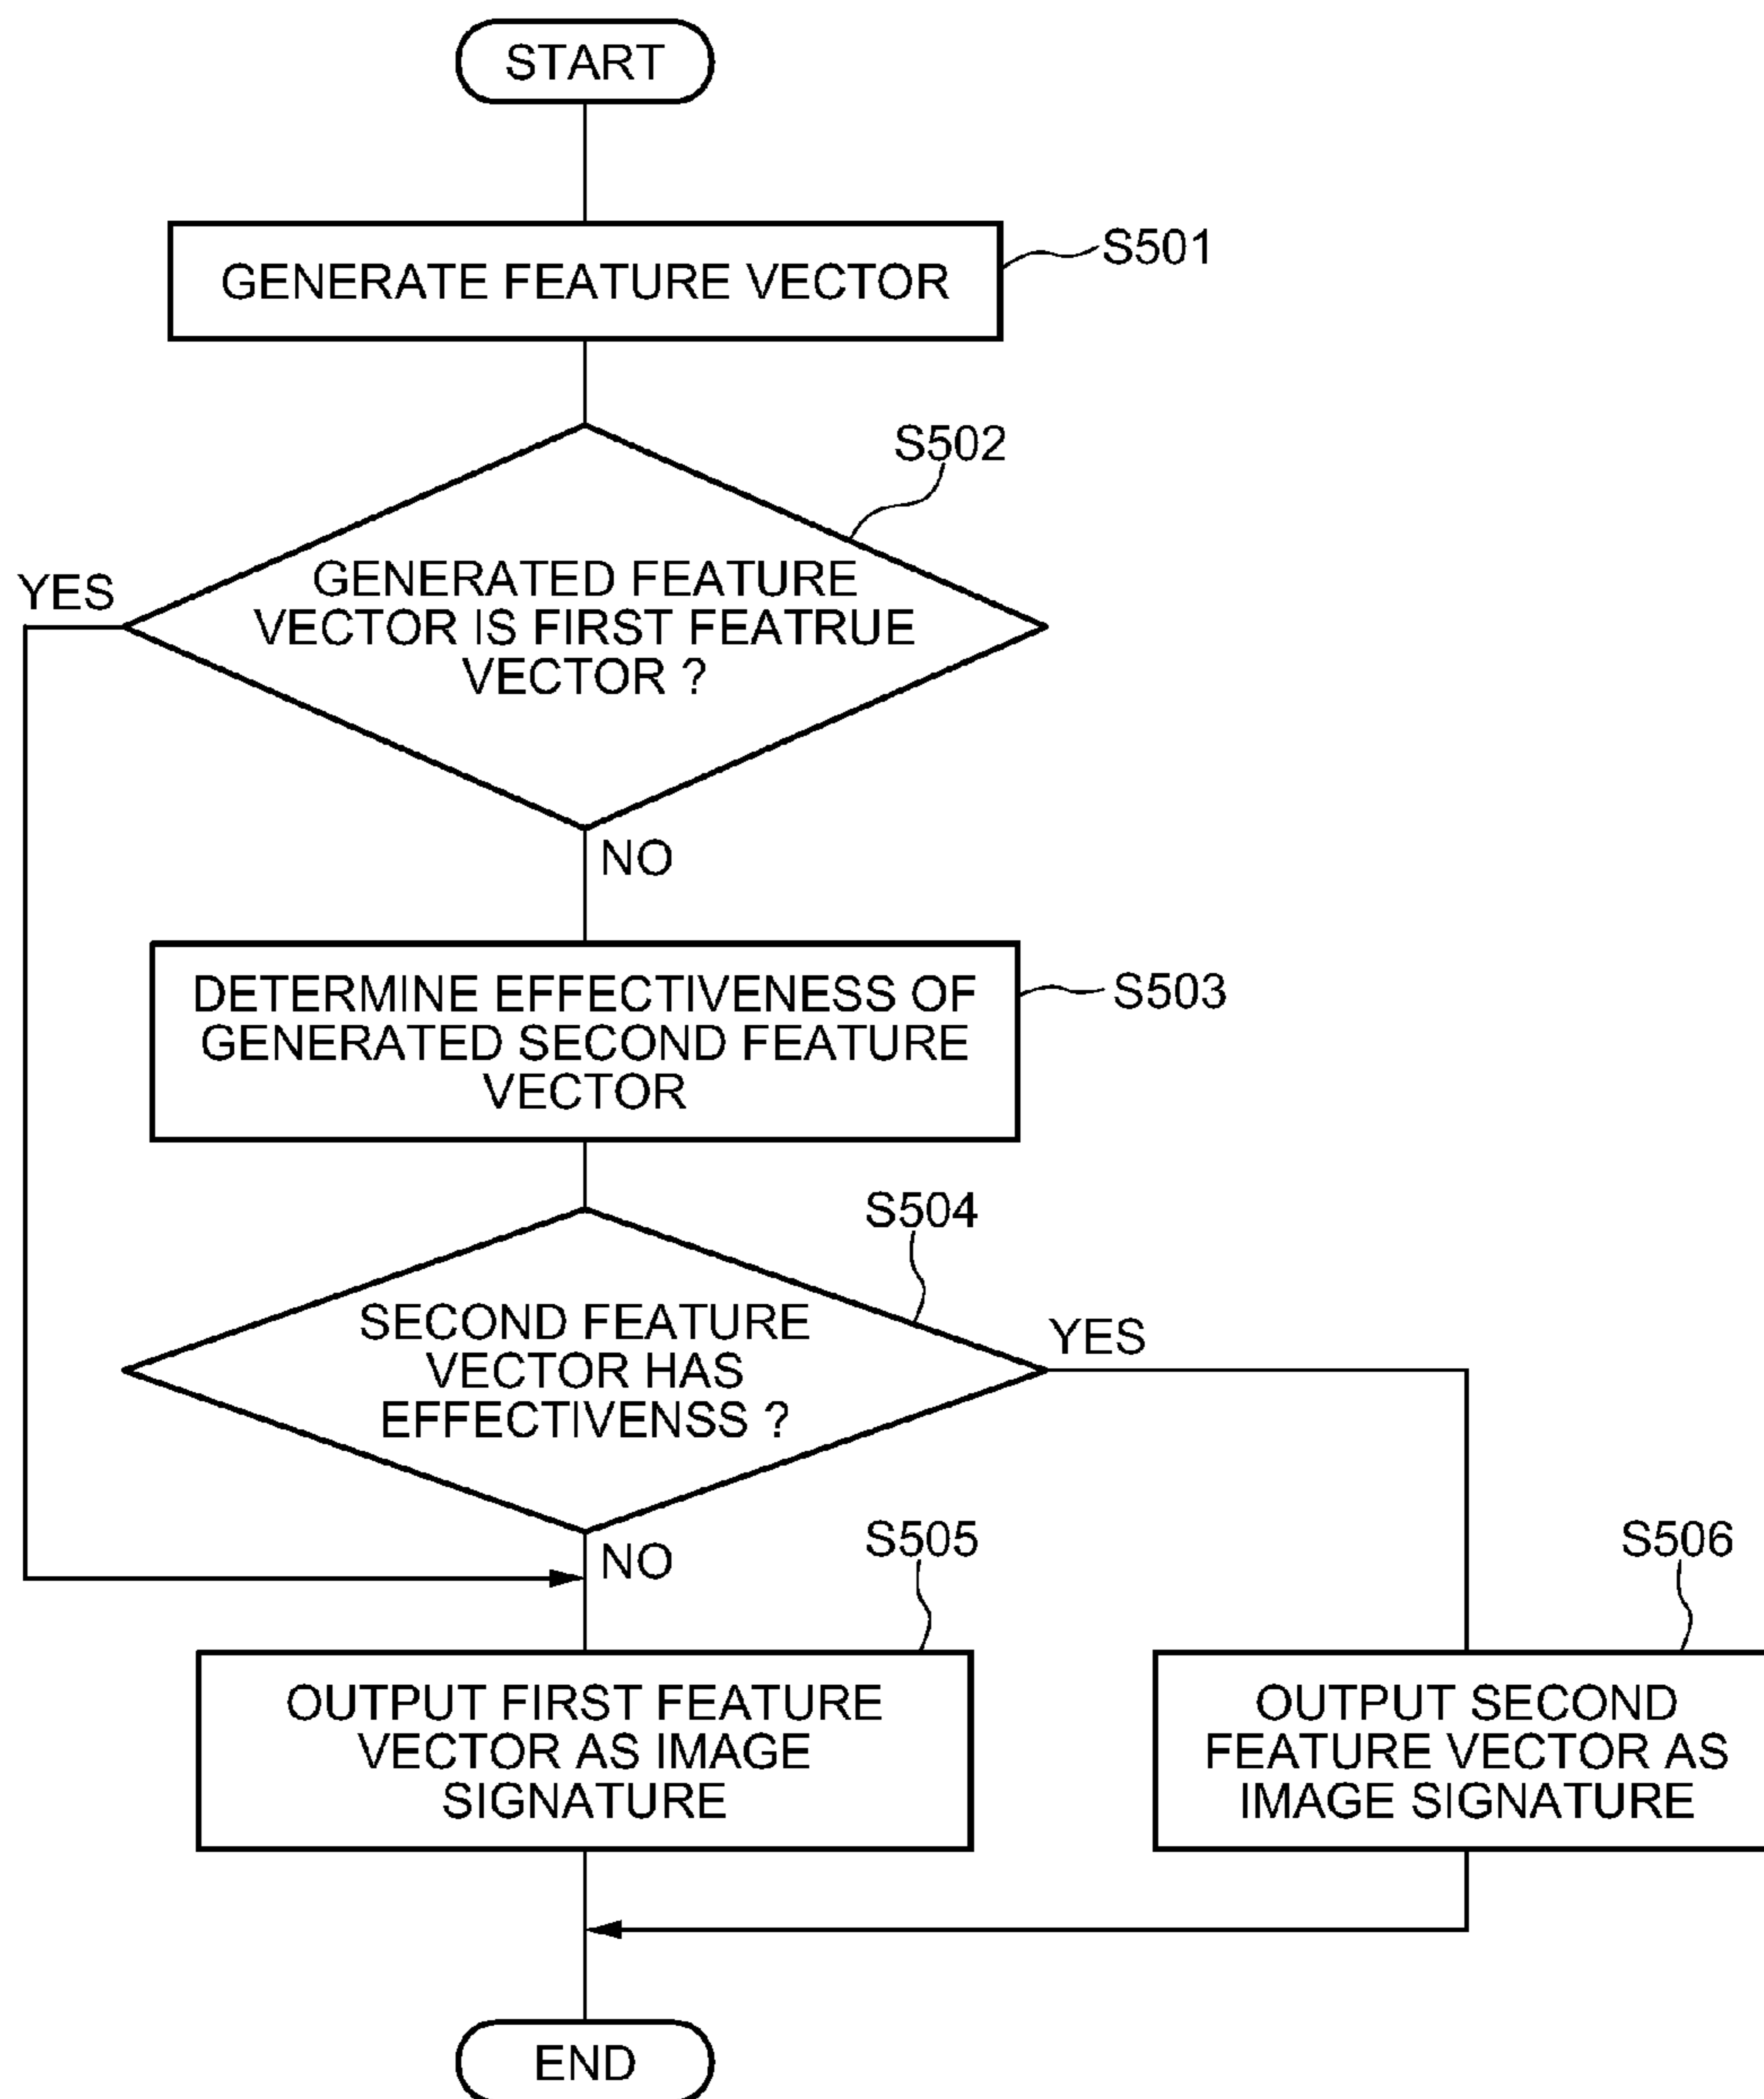 START
GENERATE FEATURE VECTOR
S501
S502
GENERATED FEATURE
VECTOR IS FIRST FEATRUE
VECTOR ?
YES
NO
DETERMINE EFFECTIVENESS OF
GENERATED SECOND FEATURE
VECTOR
S503
S504
SECOND FEATURE
VECTOR HAS
EFFECTIVENSS ?
YES
NO
S505
OUTPUT FIRST FEATURE
VECTOR AS IMAGE
SIGNATURE
S506
OUTPUT SECOND
FEATURE VECTOR AS
IMAGE SIGNATURE
END